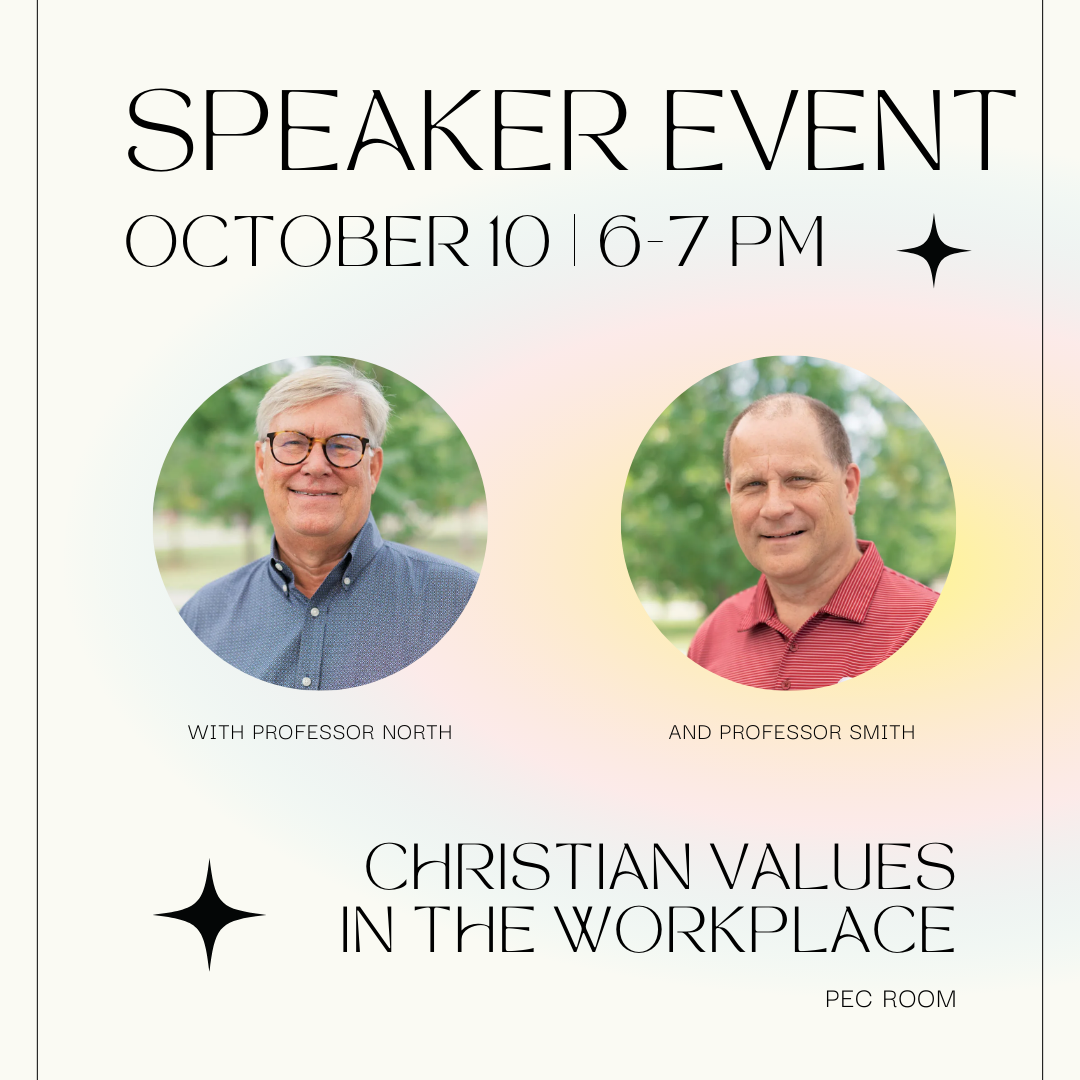 SPEAKER EVENT
OCTOBER 10 | 6-7 PM
WITH PROFESSOR NORTH
AND PROFESSOR SMITH
CHRISTIAN VALUES
IN THE WORKPLACE
PEC ROOM